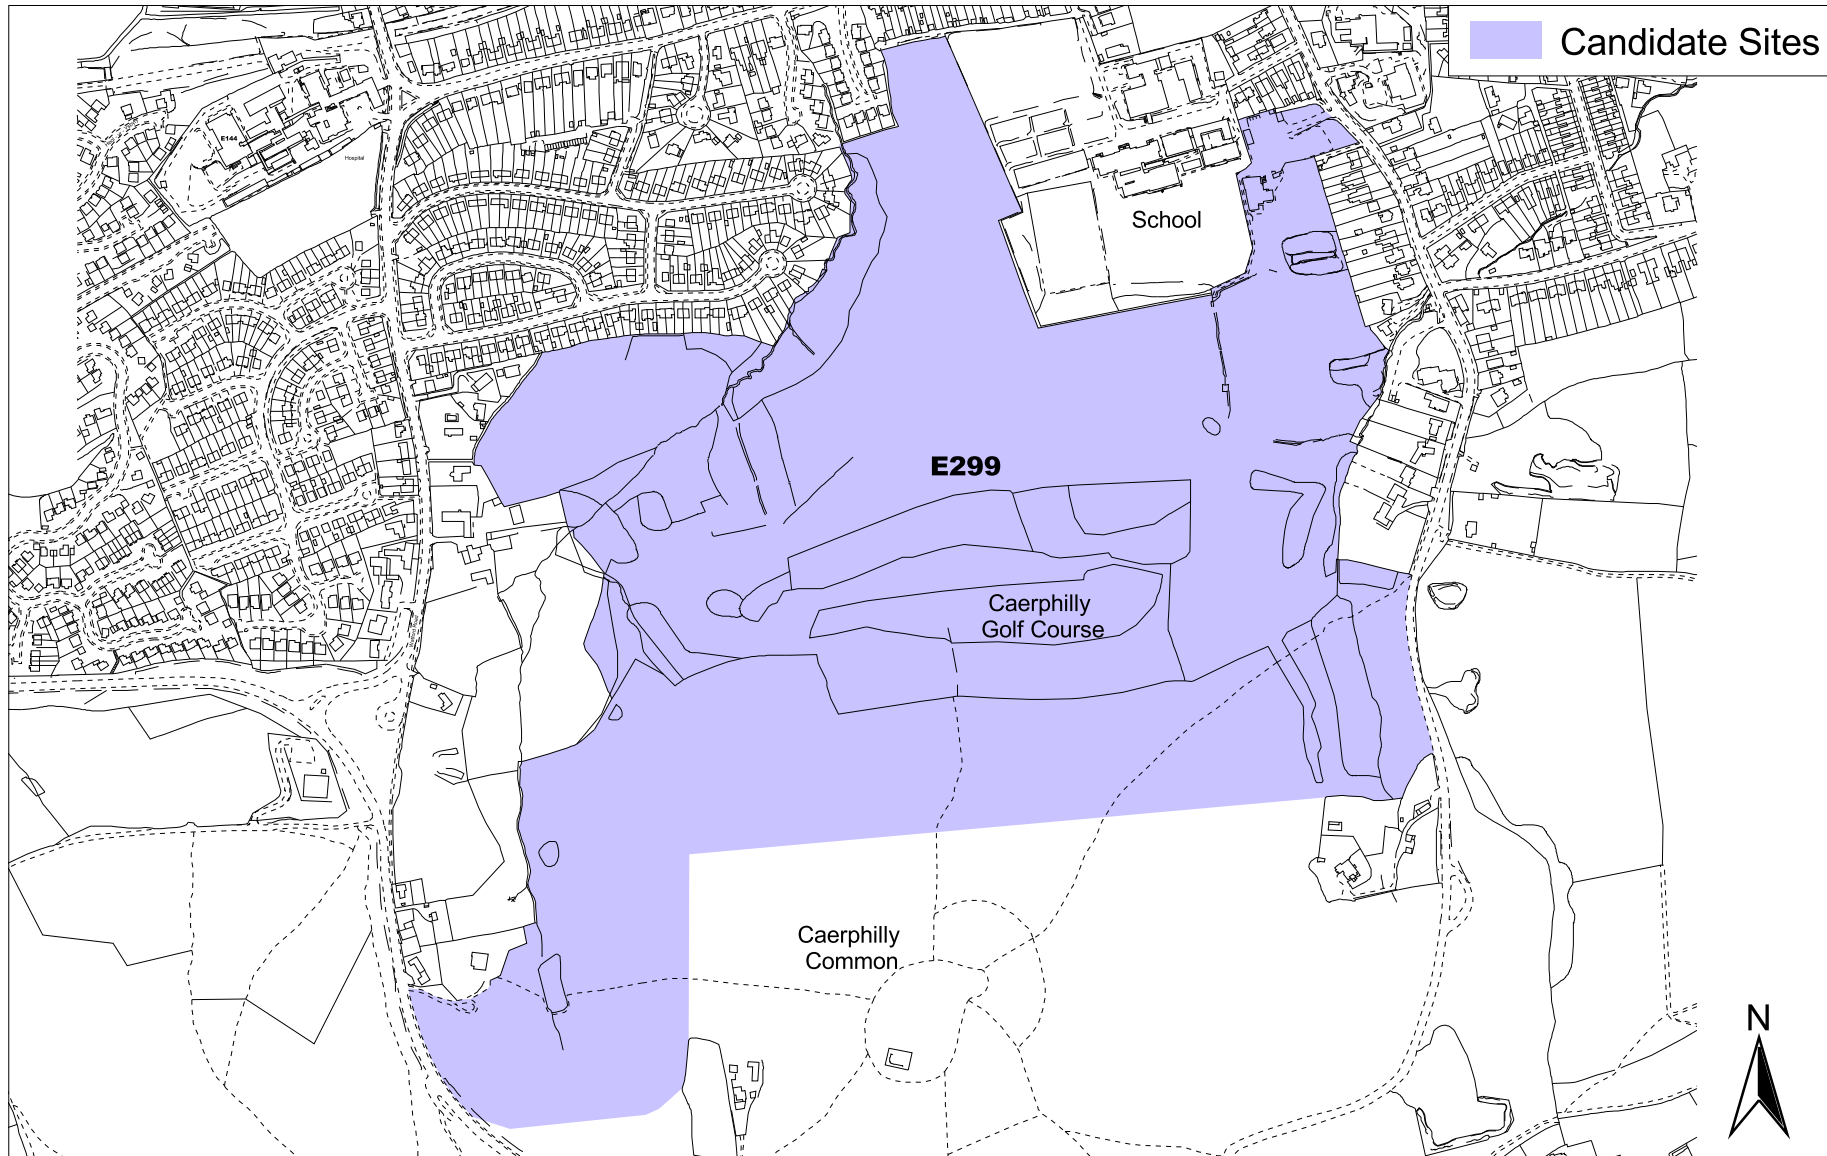 Candidate Sites
E144
Hospital
School
E299
Caerphilly
Golf Course
Caerphilly
Common
N